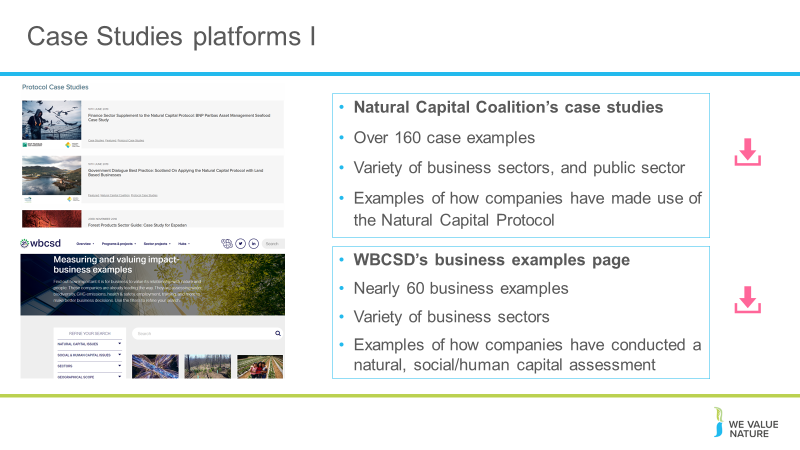 Case Studies platforms I
Protocol Case Studies
Finance Sector Supplement to the Natural Capital Protocol: BNP Paribas Asset Management Seafood
Case Study
Government Dialogue Best Practice: Scotland On Applying the Natural Capital Protocol with Land
Based Businesses
Forest Products Sector Guide: Case Study for
wbcsd
Overview
Programs & projects
Sector projects
Hubs
Search
Measuring and valuing impact-
business examples
REFINE YOUR SEARCH
Search
NATURAL CAPITAL ISSUES
SOCIAL & HUMAN CAPITAL ISSUES
SECTORS
GEOGRAPHICAL SCOPE
• Natural Capital Coalition’s case studies
• Over 160 case examples
• Variety of business sectors, and public sector
• Examples of how companies have made use of
the Natural Capital Protocol
• WBCSD’s business examples page
• Nearly 60 business examples
• Variety of business sectors
• Examples of how companies have conducted a
natural, social/human capital assessment
WE VALUE
NATURE